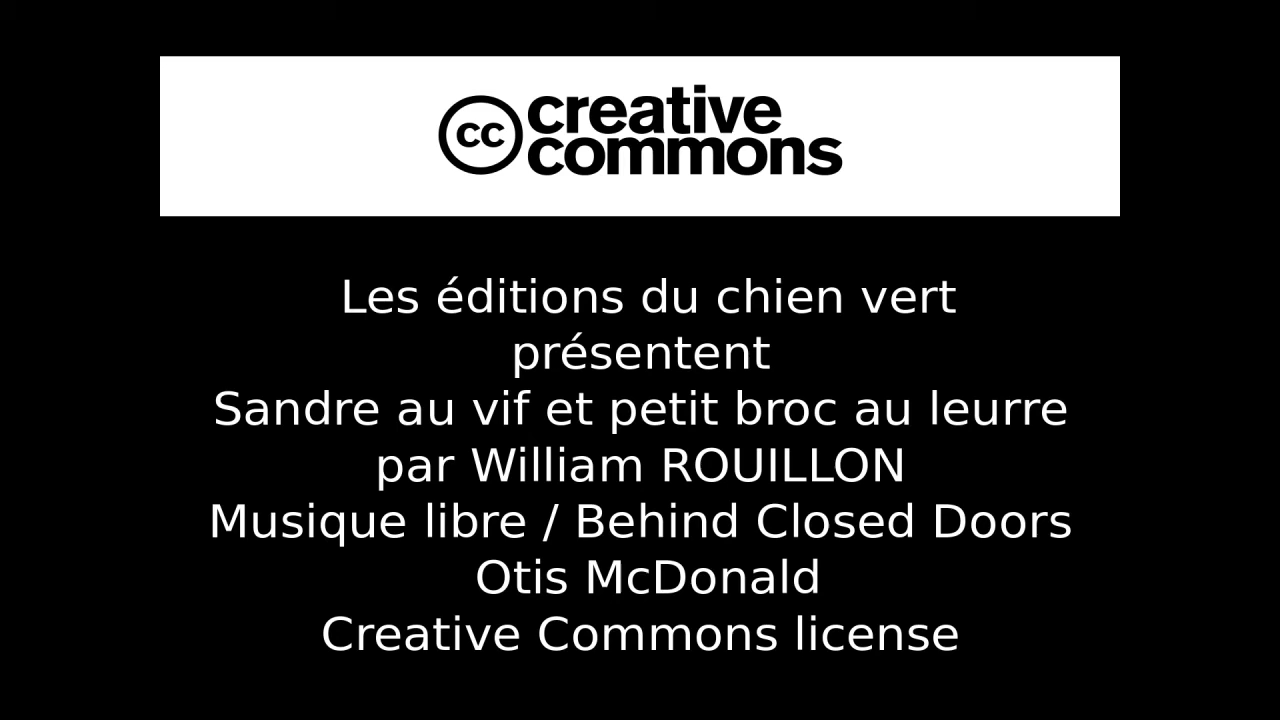 cc creative
commons
Les éditions du chien vert
présentent
Sandre au vif et petit broc au leurre
par William ROUILLON
Musique libre / Behind Closed Doors
Otis McDonald
Creative Commons license